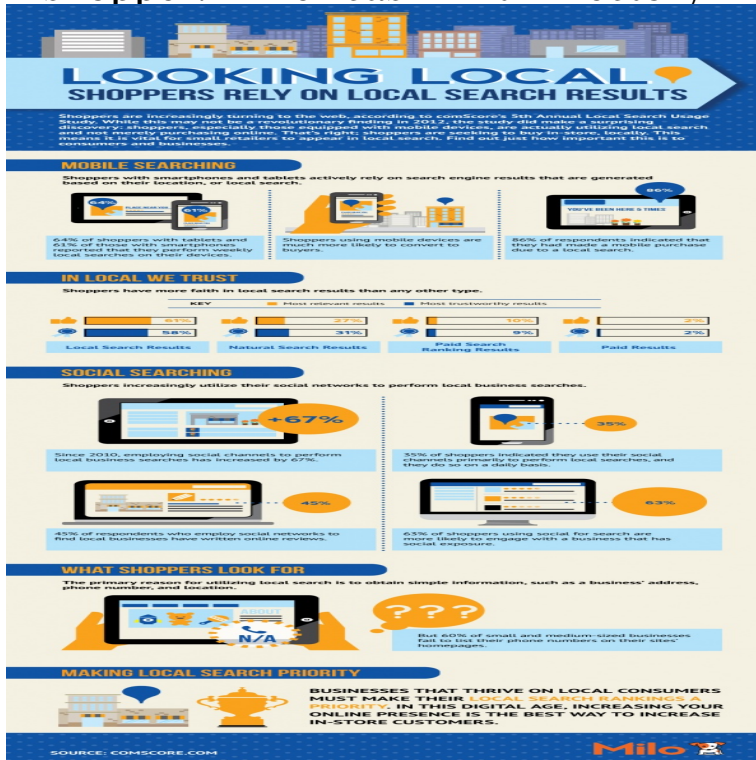 LOOKING LOCAL
SHOPPERS RELY ON LOCAL SEARCH RESULTS
Shoppers are increasingly turning to the web, according to comScore's 5th Annual Local Search Usage
Study. While this may not be a revolutionary finding in 2012, the study did make a surprising
discovery: shoppers, especially those equipped with mobile devices, are actually utilizing local search
and not merely purchasing online. That's right: shoppers are seeking to buy in-store, locally. This
means it is vital for small retailers to appear in local search. Find out just how important this is to
consumers and businesses.
MOBILE SEARCHING
Shoppers with smartphones and tablets actively rely on search engine results that are generated
based on their location, or local search.
64%
61%
86%
YOU'VE BEEN HERE 5 TIMES
64% of shoppers with tablets and
61% of those with smartphones
reported that they perform weekly
local searches on their devices.
Shoppers using mobile devices are
much more likely to convert to
buyers.
86% of respondents indicated that
they had made a mobile purchase
due to a local search.
IN LOCAL WE TRUST
Shoppers have more faith in local search results than any other type.
KEY Most relevant results Most trustworthy results
61% 27% 10% 2%
58% 31% 9% 2%
Local Search Results
Natural Search Results
Paid Search
Ranking Results
Paid Results
SOCIAL SEARCHING
Shoppers increasingly utilize their social networks to perform local business searches.
+67%
35%
Since 2010, employing social channels to perform
local business searches has increased by 67%.
35% of shoppers indicated they use their social
channels primarily to perform local searches, and
they do so on a daily basis.
45%
63%
45% of respondents who employ social networks to
find local businesses have written online reviews.
63% of shoppers using social for search are
more likely to engage with a business that has
social exposure.
WHAT SHOPPERS LOOK FOR
The primary reason for utilizing local search is to obtain simple information, such as a business' address,
phone number, and location.
ABOUT
N/A
???
But 60% of small and medium-sized businesses
fail to list their phone numbers on their sites'
homepages.
MAKING LOCAL SEARCH PRIORITY
BUSINESSES THAT THRIVE ON LOCAL CONSUMERS
MUST MAKE THEIR LOCAL SEARCH RANKINGS A
PRIORITY. IN THIS DIGITAL AGE, INCREASING YOUR
ONLINE PRESENCE IS THE BEST WAY TO INCREASE
IN-STORE CUSTOMERS.
SOURCE: COMSCORE.COM
Milo